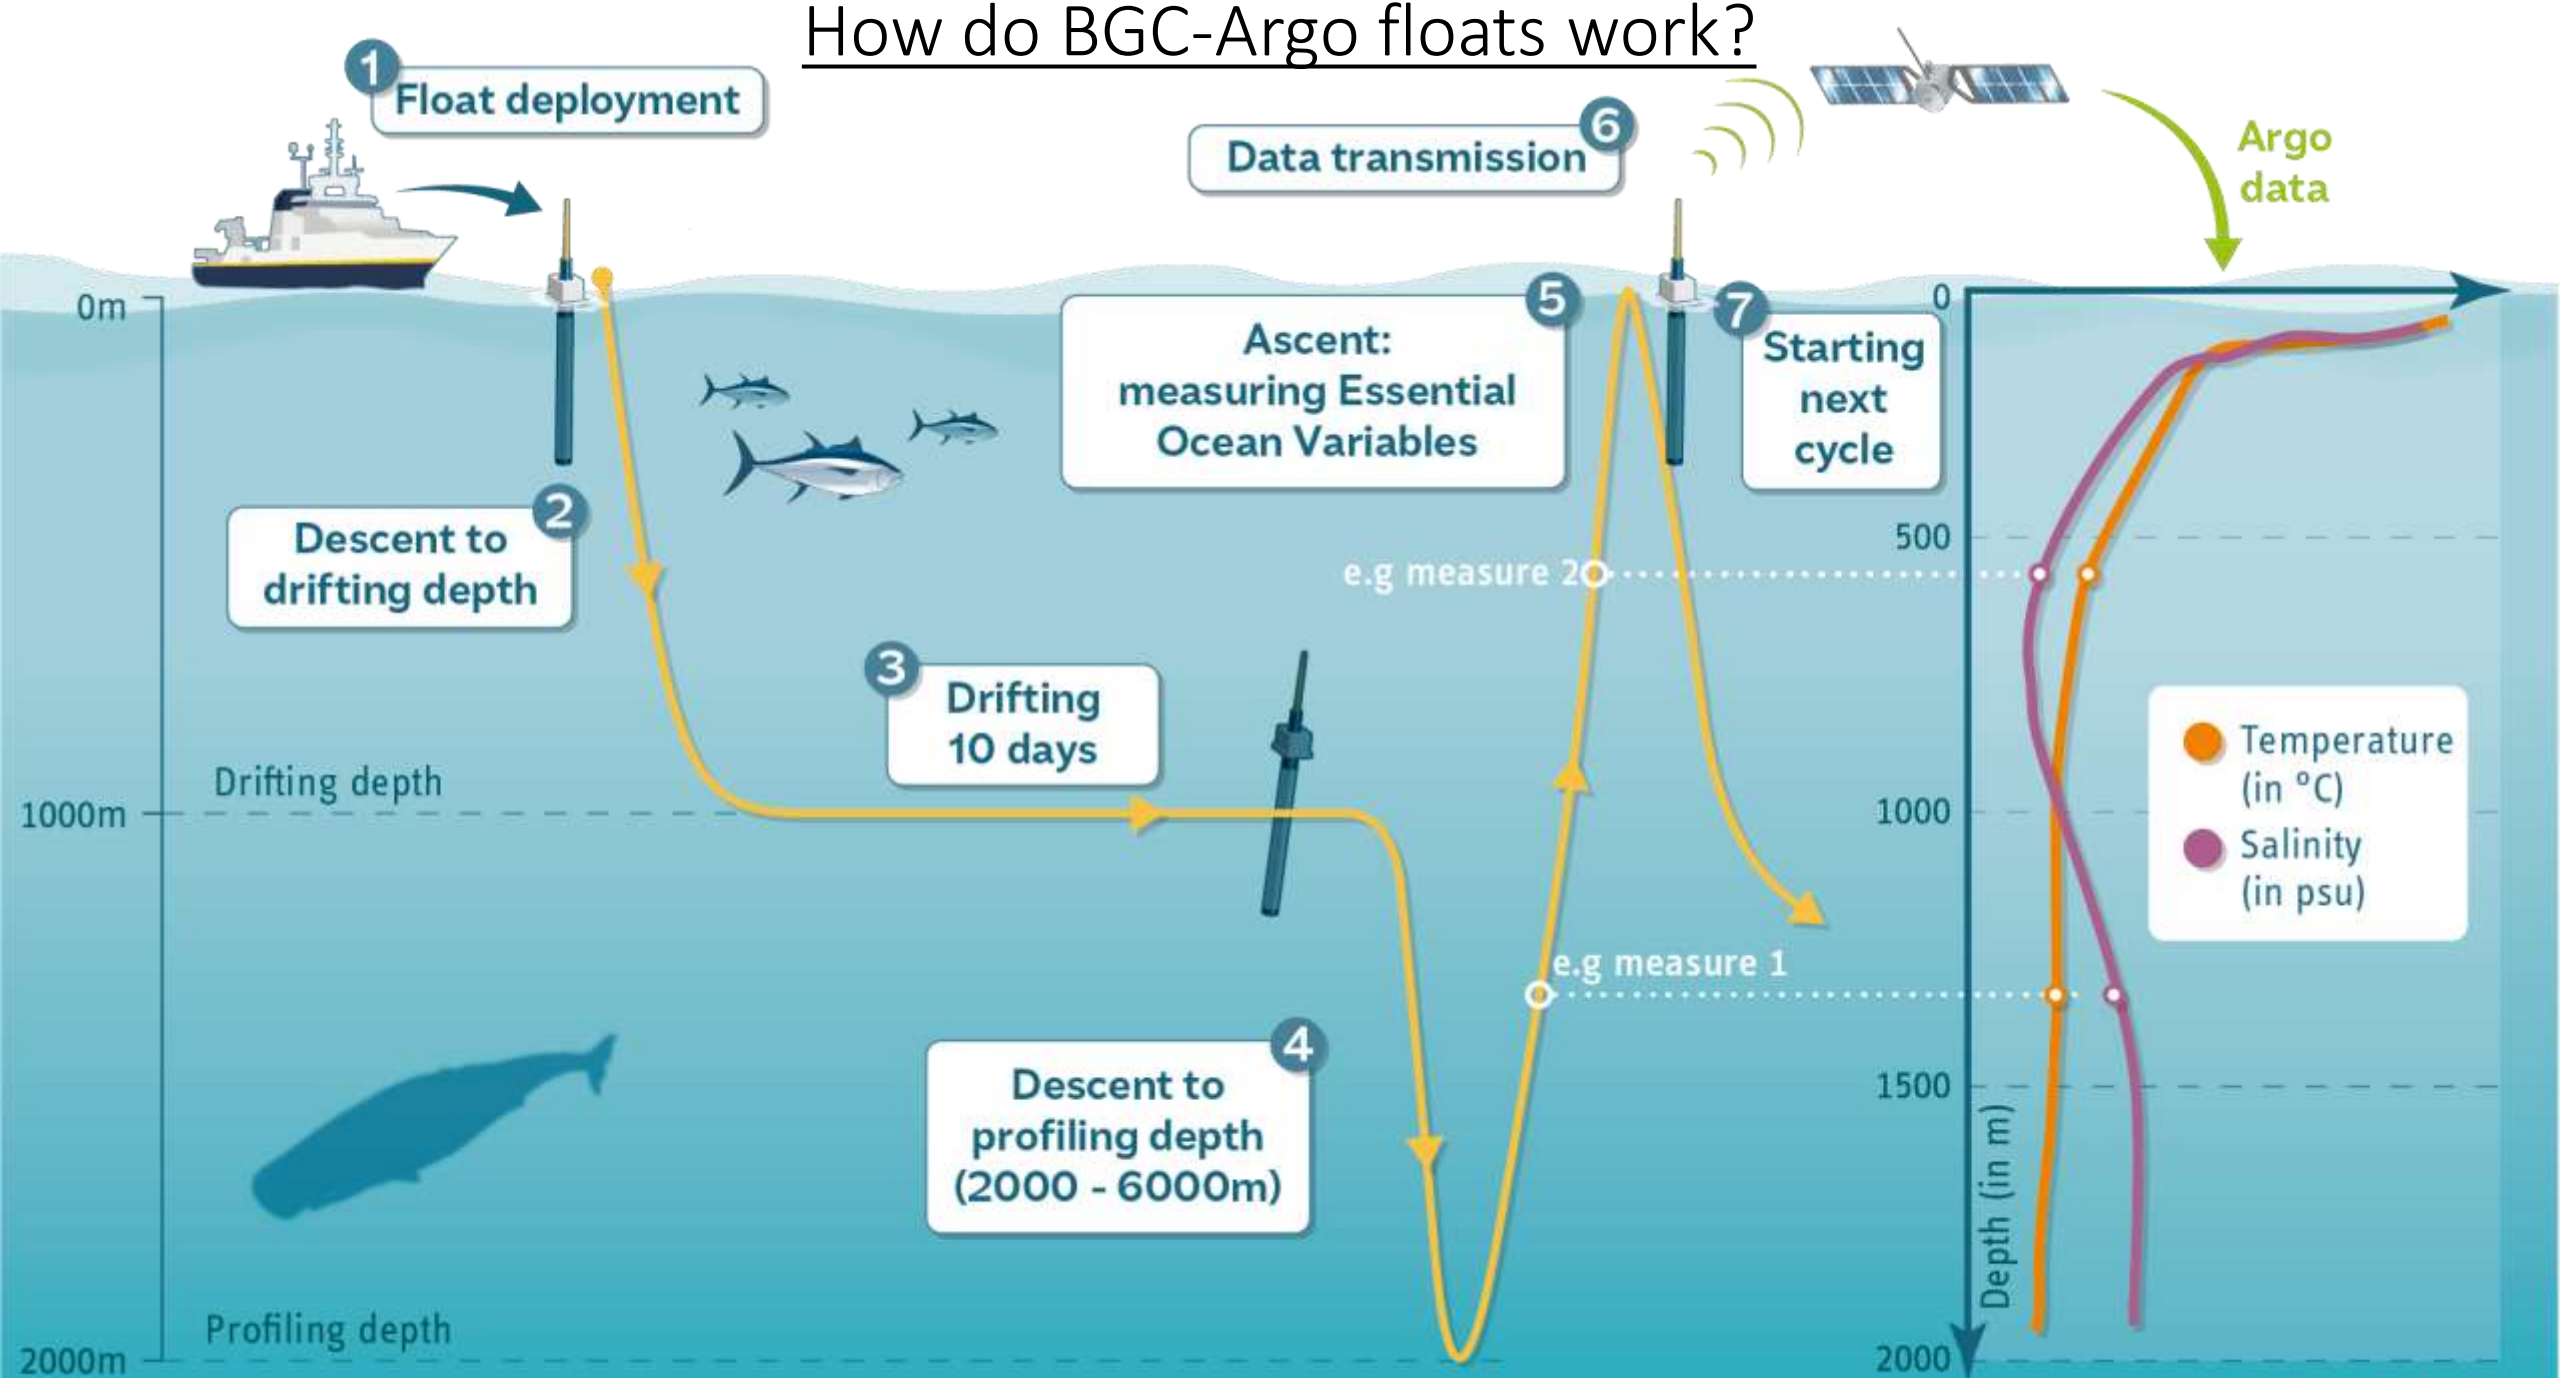 How do BGC-Argo floats work?
1
Float deployment
6
Data transmission
Argo
data
0m
2
Descent to
drifting depth
5
Ascent:
measuring Essential
Ocean Variables
7
Starting
next
cycle
e.g measure 2
3
Drifting
10 days
Drifting depth
1000m
e.g measure 1
4
Descent to
profiling depth
(2000 - 6000m)
Profiling depth
2000m
0
500
1000
1500
2000
Depth (in m)
Temperature
(in ºC)
Salinity
(in psu)